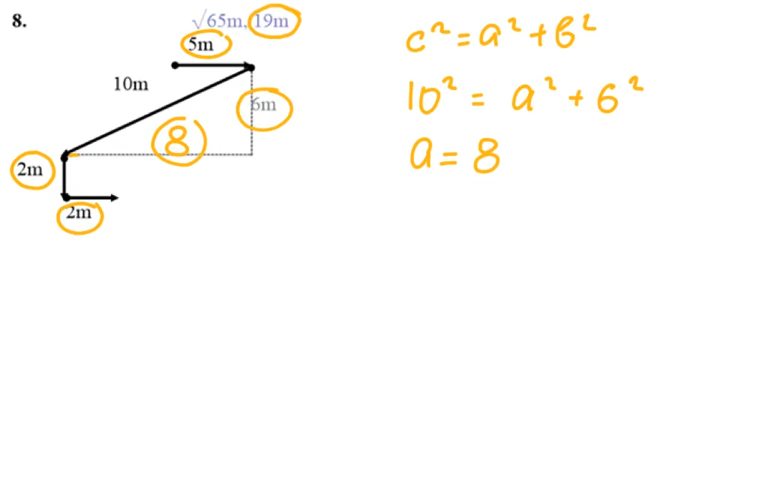 8.
√65m, 19m
5m
10m
6m
8
2m
2m
c² = a² + b²
10² = a² + 6²
a = 8